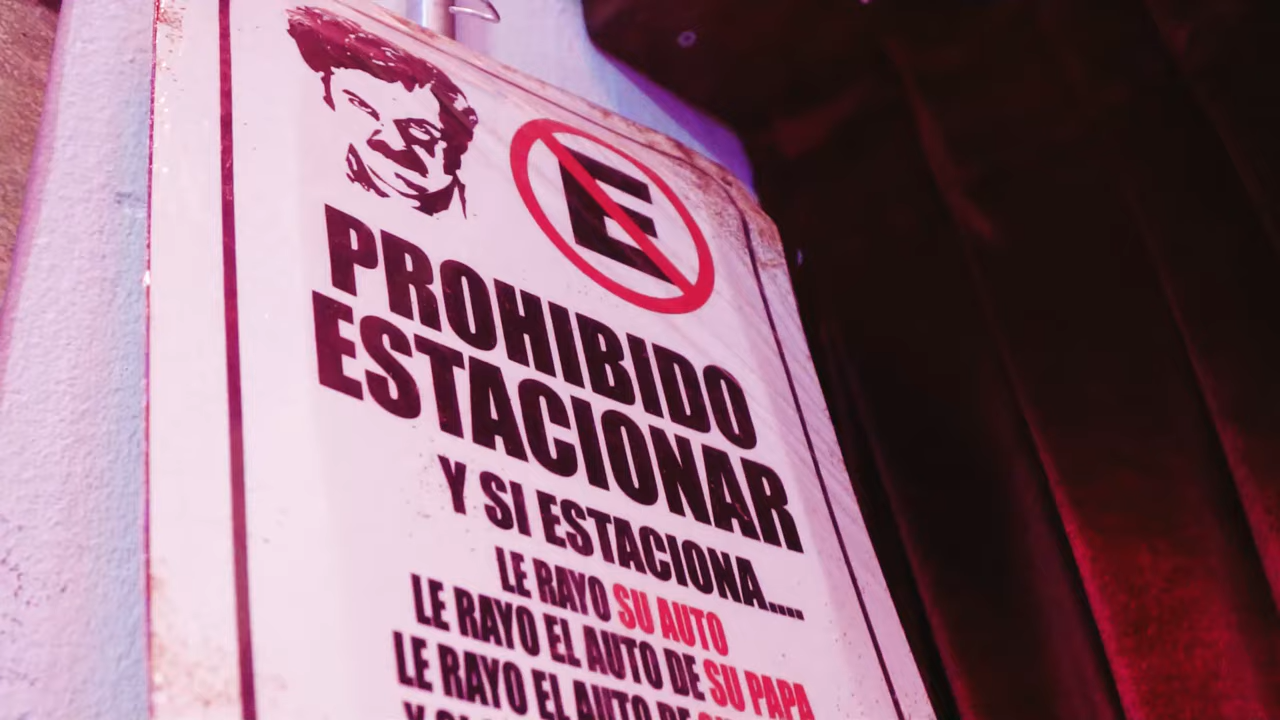 E
PROHIBIDO
ESTACIONAR
Y SI ESTACIONA....
LE RAYO SU AUTO
LE RAYO EL AUTO DE SU PAPA
LE RAYO EL AUTO DE